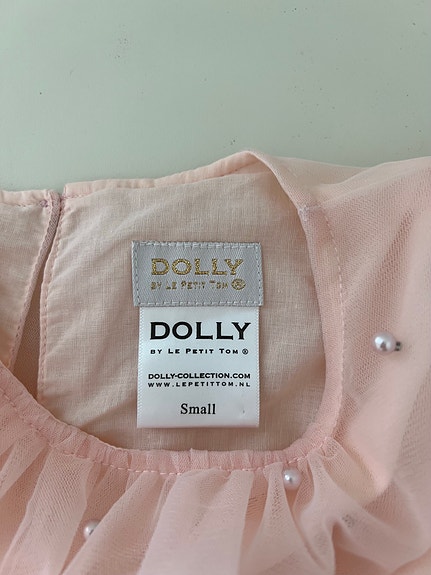 DOLLY
BY LE PETIT TOM ®
DOLLY
BY LE PETIT TOM ®
DOLLY-COLLECTION.COM
WWW.LEPETITTOM.NL
Small